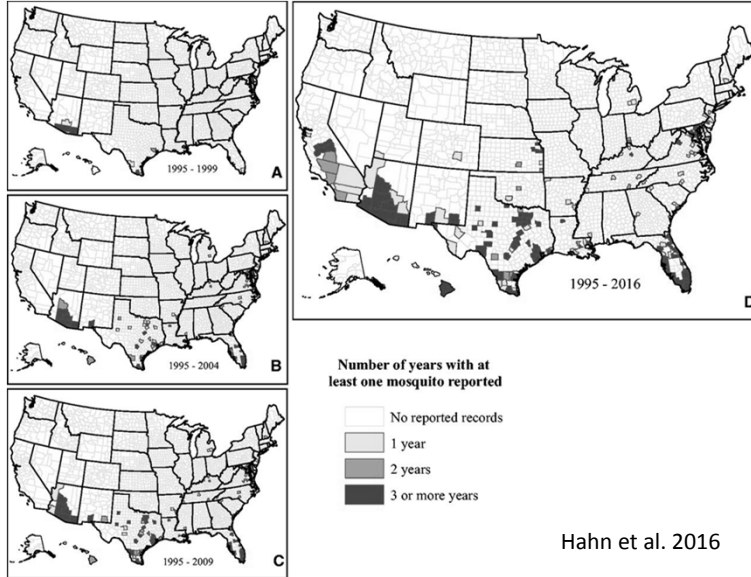 1995 - 1999
A
1995 - 2004
B
1995 - 2009
C
1995 - 2016
D
Number of years with at
least one mosquito reported
No reported records
1 year
2 years
3 or more years
Hahn et al. 2016